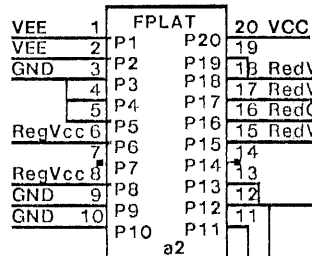 FPLAT
VEE 1 P1 P20 20 VCC
VEE 2 P2 P19 19
GND 3 P3 P18 18 RedV
4 P4 P17 17 RedV
5 P5 P16 16 Red
RegVcc 6 P6 P15 15 RedV
7 P7 P14 14
RegVcc 8 P8 P13 13
GND 9 P9 P12 12
GND 10 P10 P11 11
a2